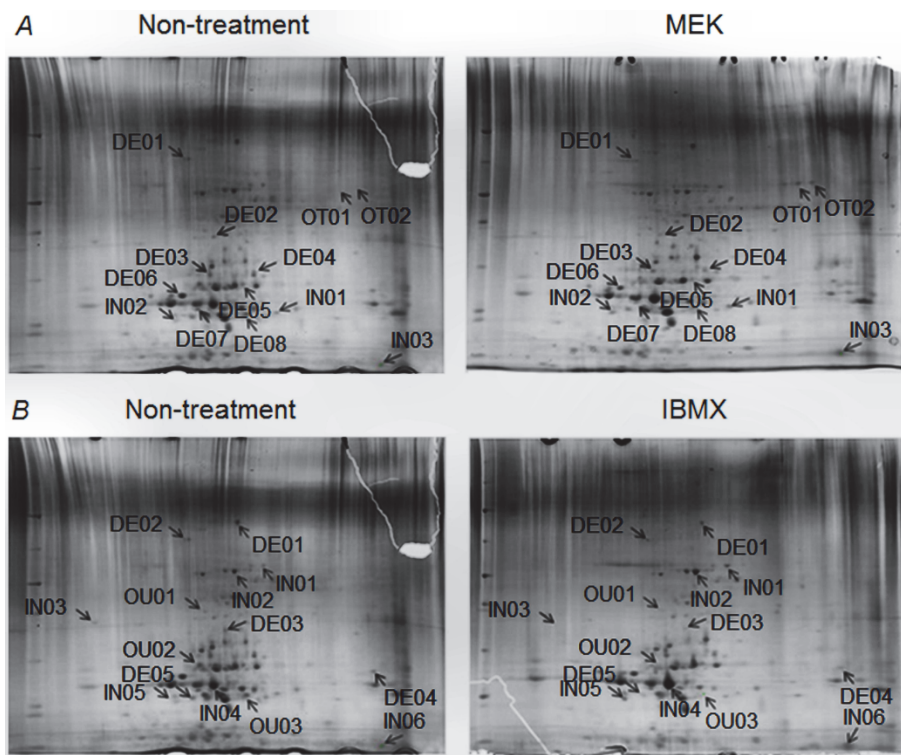 A Non-treatment MEK
DE01 DE01
OT01 OT02 OT01 OT02
DE02 DE02
DE03 DE04 DE03 DE04
DE06 DE06
IN02 DE05 IN01 IN02 DE05 IN01
DE07 DE08 DE07 DE08
IN03 IN03
B Non-treatment IBMX
DE02 DE01 DE02 DE01
IN01 IN01
IN03 OU01 IN02 IN03 OU01 IN02
DE03 DE03
OU02 OU02
DE05 DE05
IN05 DE04 IN05 DE04
IN04 OU03 IN06 IN04 OU03 IN06